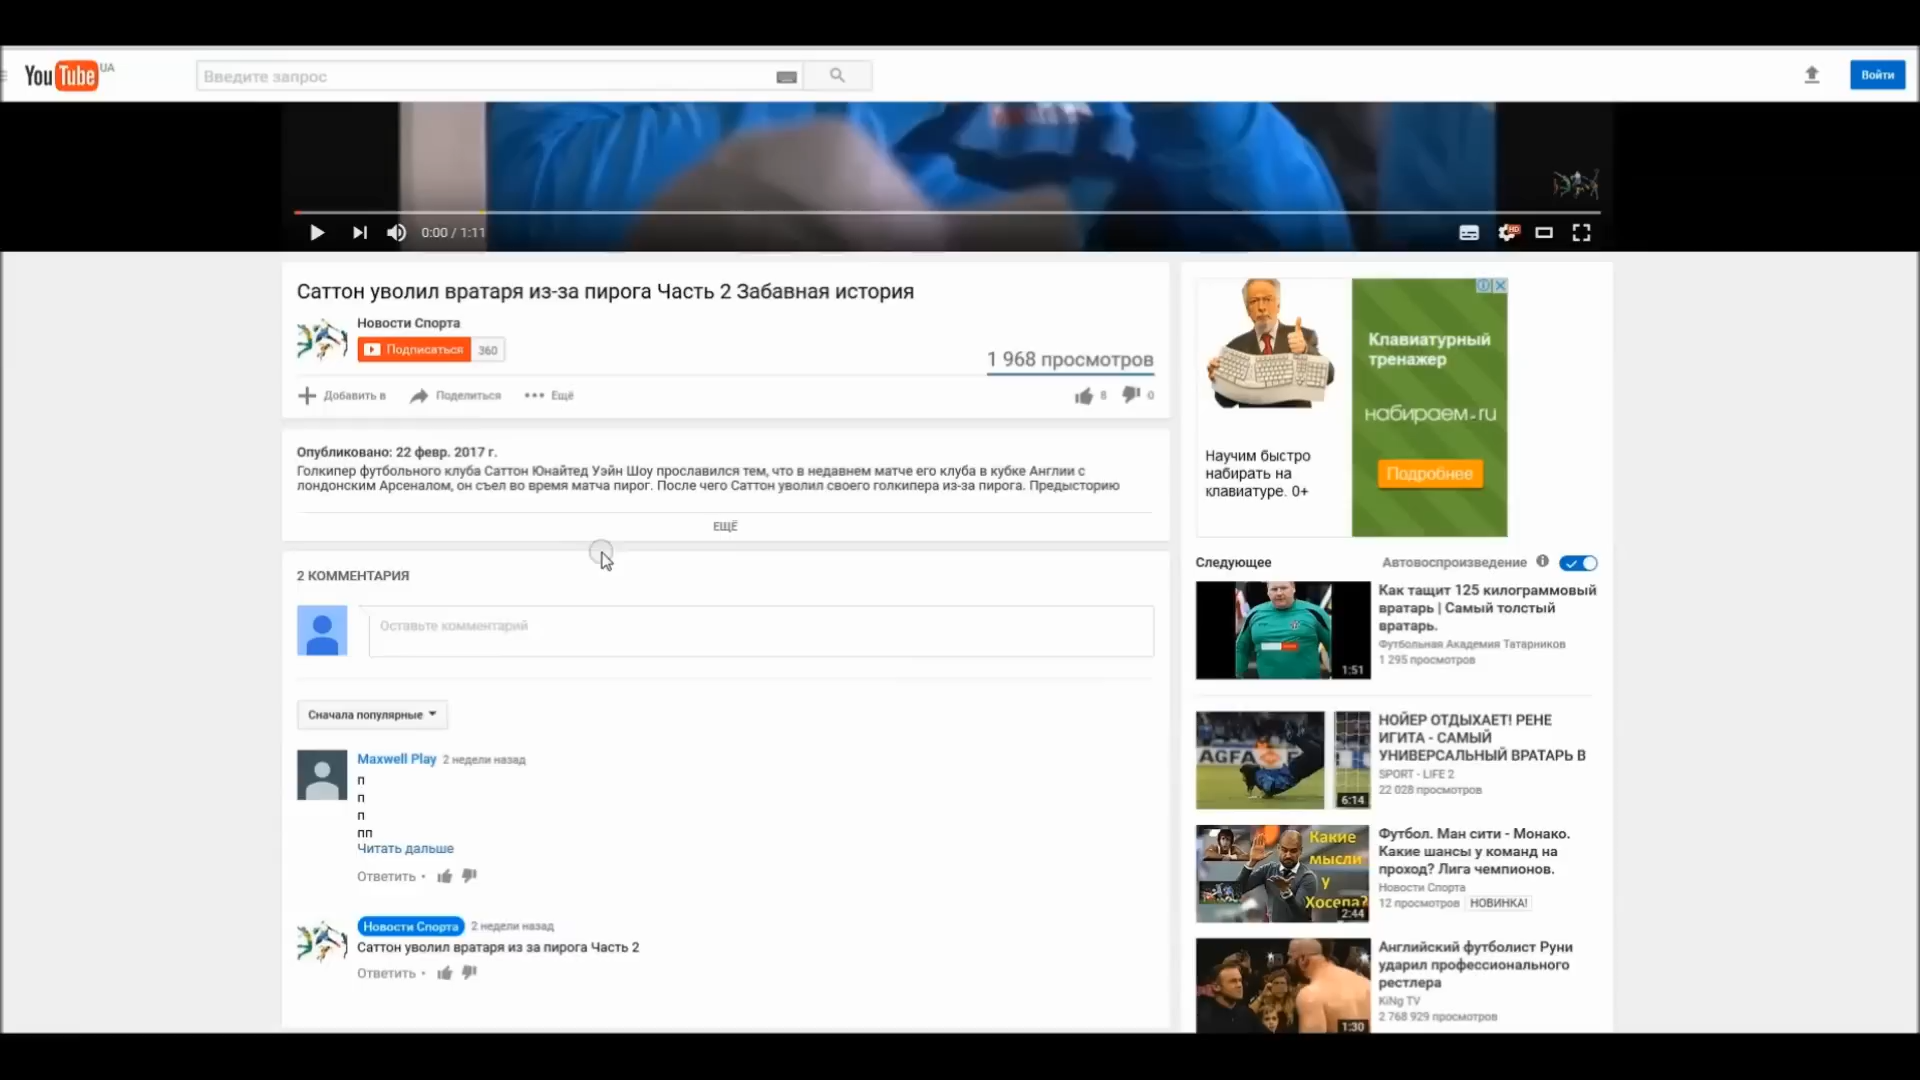 YouTube UA
Введите запрос
Войти
0:00 / 1:11
HD
Саттон уволил вратаря из-за пирога Часть 2 Забавная история
Новости Спорта
Подписаться 360
1 968 просмотров
Добавить в Поделиться ••• Ещё
8 0
Опубликовано: 22 февр. 2017 г.
Голкипер футбольного клуба Саттон Юнайтед Уэйн Шоу прославился тем, что в недавнем матче его клуба в кубке Англии с
лондонским Арсеналом, он съел во время матча пирог. После чего Саттон уволил своего голкипера из-за пирога. Предысторию
ЕЩЁ
2 КОММЕНТАРИЯ
Оставьте комментарий
Сначала популярные
Maxwell Play 2 недели назад
п
п
п
пп
Читать дальше
Ответить •
Новости Спорта 2 недели назад
Саттон уволил вратаря из за пирога Часть 2
Ответить •
Клавиатурный
тренажер
набираем.ru
Подробнее
Научим быстро
набирать на
клавиатуре. 0+
Следующее Автовоспроизведение
1:51
Как тащит 125 килограммовый
вратарь | Самый толстый
вратарь.
Футбольная Академия Татарников
1 295 просмотров
AGFA
6:14
НОЙЕР ОТДЫХАЕТ! РЕНЕ
ИГИТА - САМЫЙ
УНИВЕРСАЛЬНЫЙ ВРАТАРЬ В
SPORT - LIFE 2
22 028 просмотров
Какие
мысли
у
Хосепа?
2:44
Футбол. Ман сити - Монако.
Какие шансы у команд на
проход? Лига чемпионов.
Новости Спорта
12 просмотров НОВИНКА!
1:30
Английский футболист Руни
ударил профессионального
рестлера
KiNg TV
2 768 929 просмотров